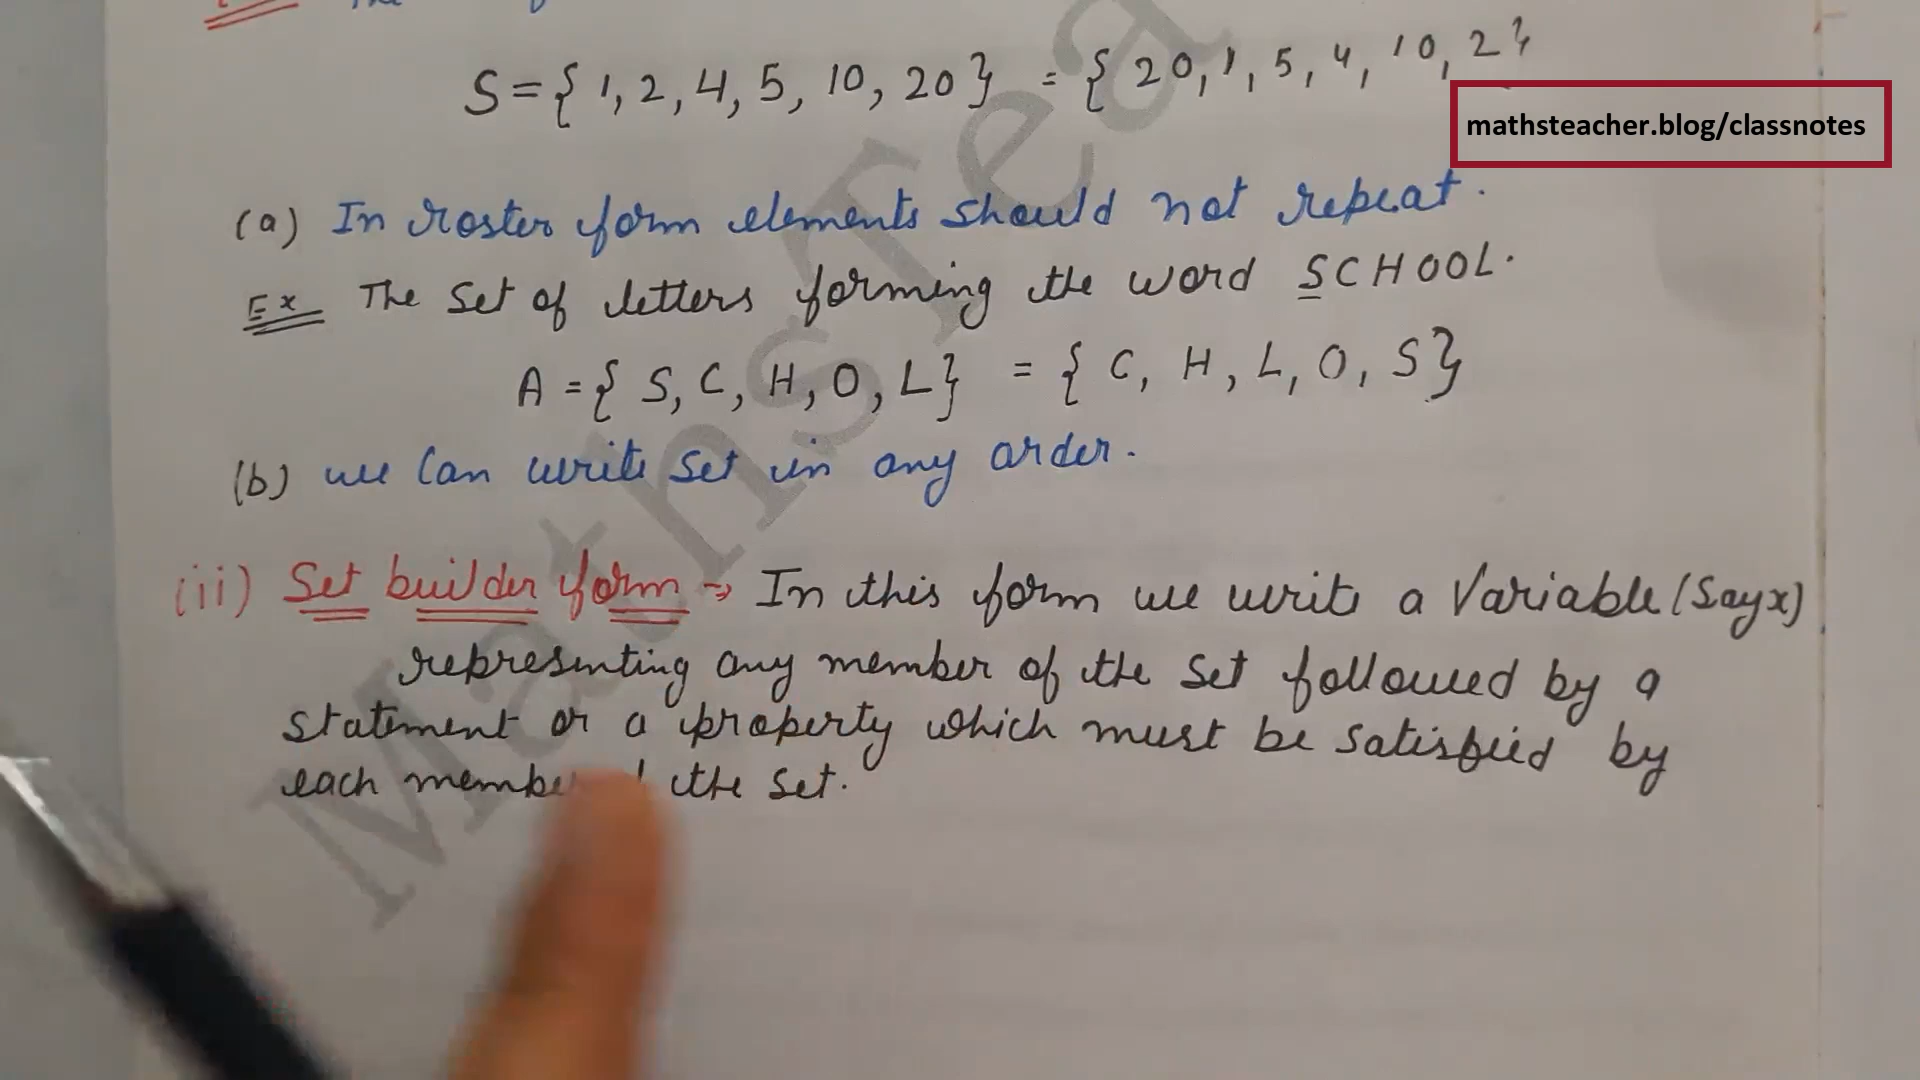 S = { 1, 2, 4, 5, 10, 20 } = { 20, 1, 5, 4, 10, 2 }
mathsteacher.blog/classnotes
(a) In roster form elements should not repeat.
Ex The set of letters forming the word SCHOOL.
A = { S, C, H, O, L } = { C, H, L, O, S }
(b) we can write set in any order.
(ii) Set builder form → In this form we write a variable (say x)
representing any member of the set followed by a
statement or a property which must be satisfied by
each the set.
Maths Tea